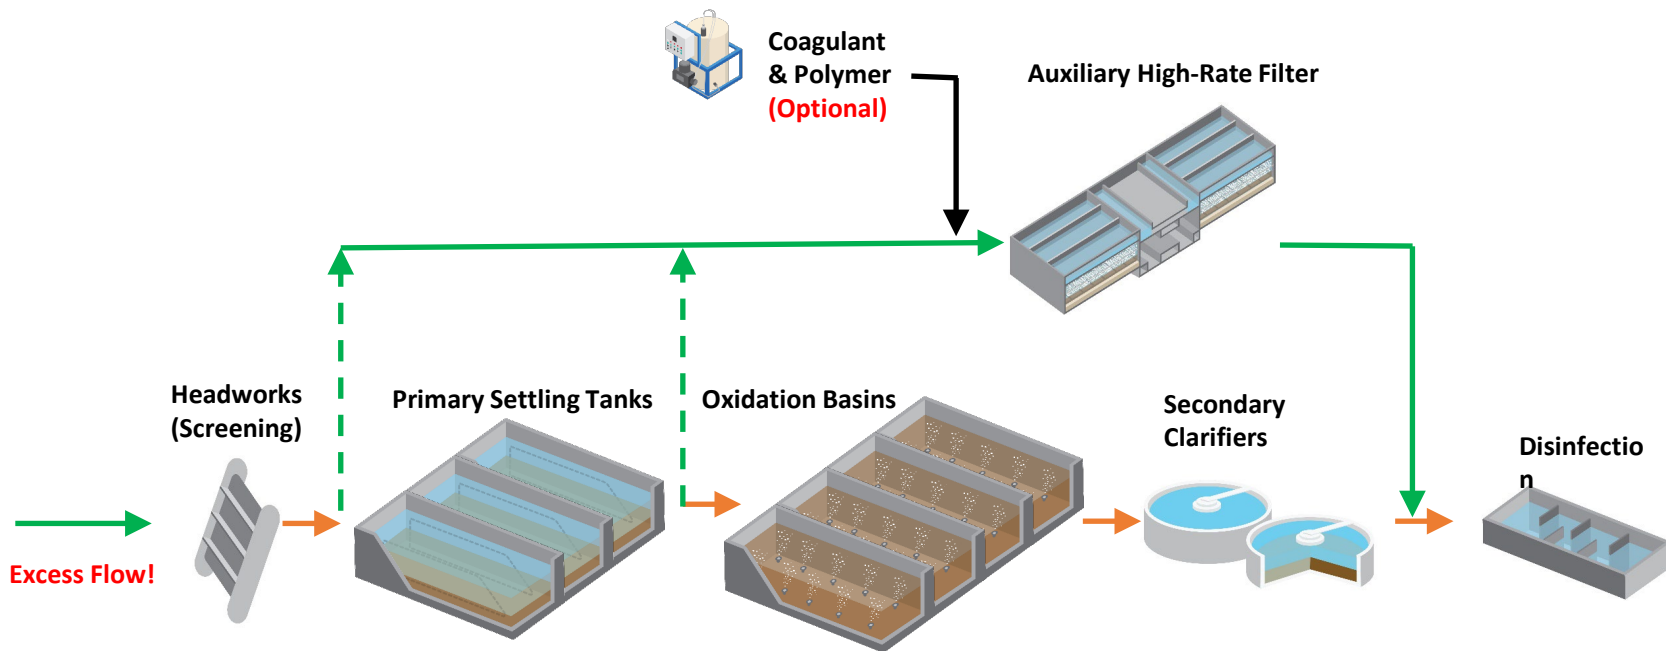 Coagulant
& Polymer
(Optional)
Auxiliary High-Rate Filter
Headworks
(Screening)
Primary Settling Tanks
Oxidation Basins
Secondary
Clarifiers
Disinfectio
n
Excess Flow!